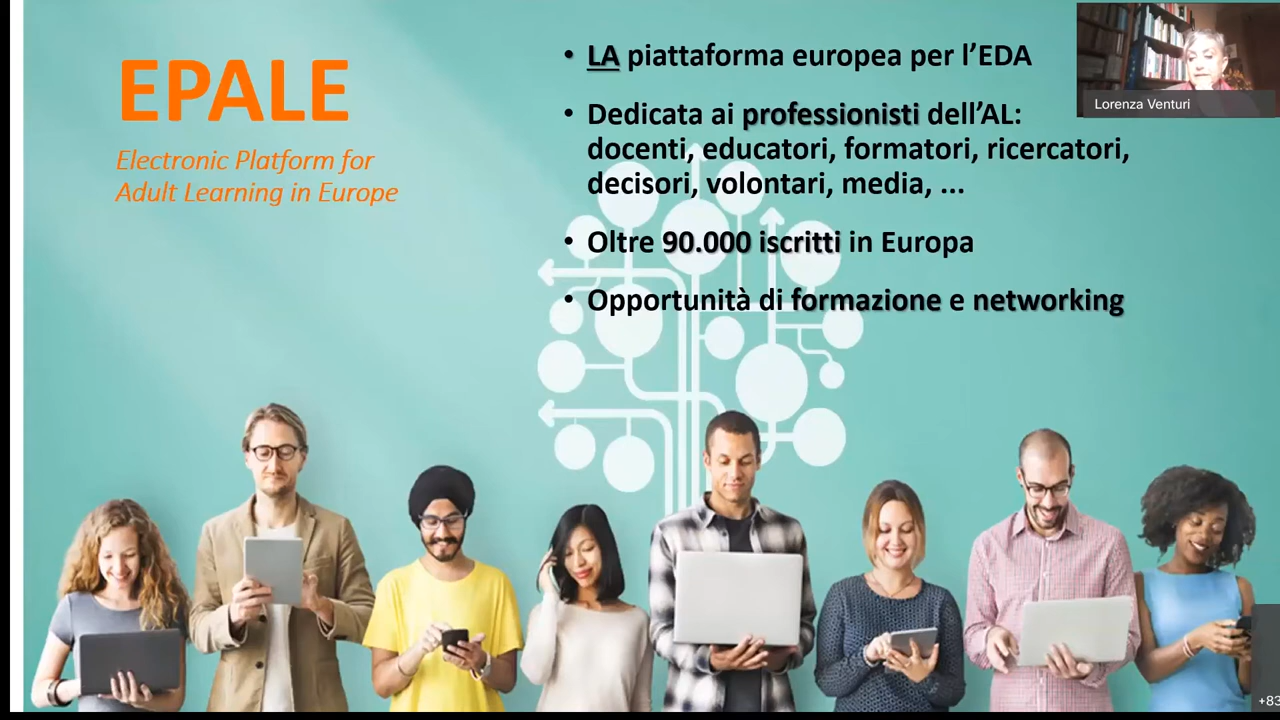 EPALE
Electronic Platform for
Adult Learning in Europe
• LA piattaforma europea per l’EDA
• Dedicata ai professionisti dell’AL:
docenti, educatori, formatori, ricercatori,
decisori, volontari, media, ...
• Oltre 90.000 iscritti in Europa
• Opportunità di formazione e networking
Lorenza Venturi
+83